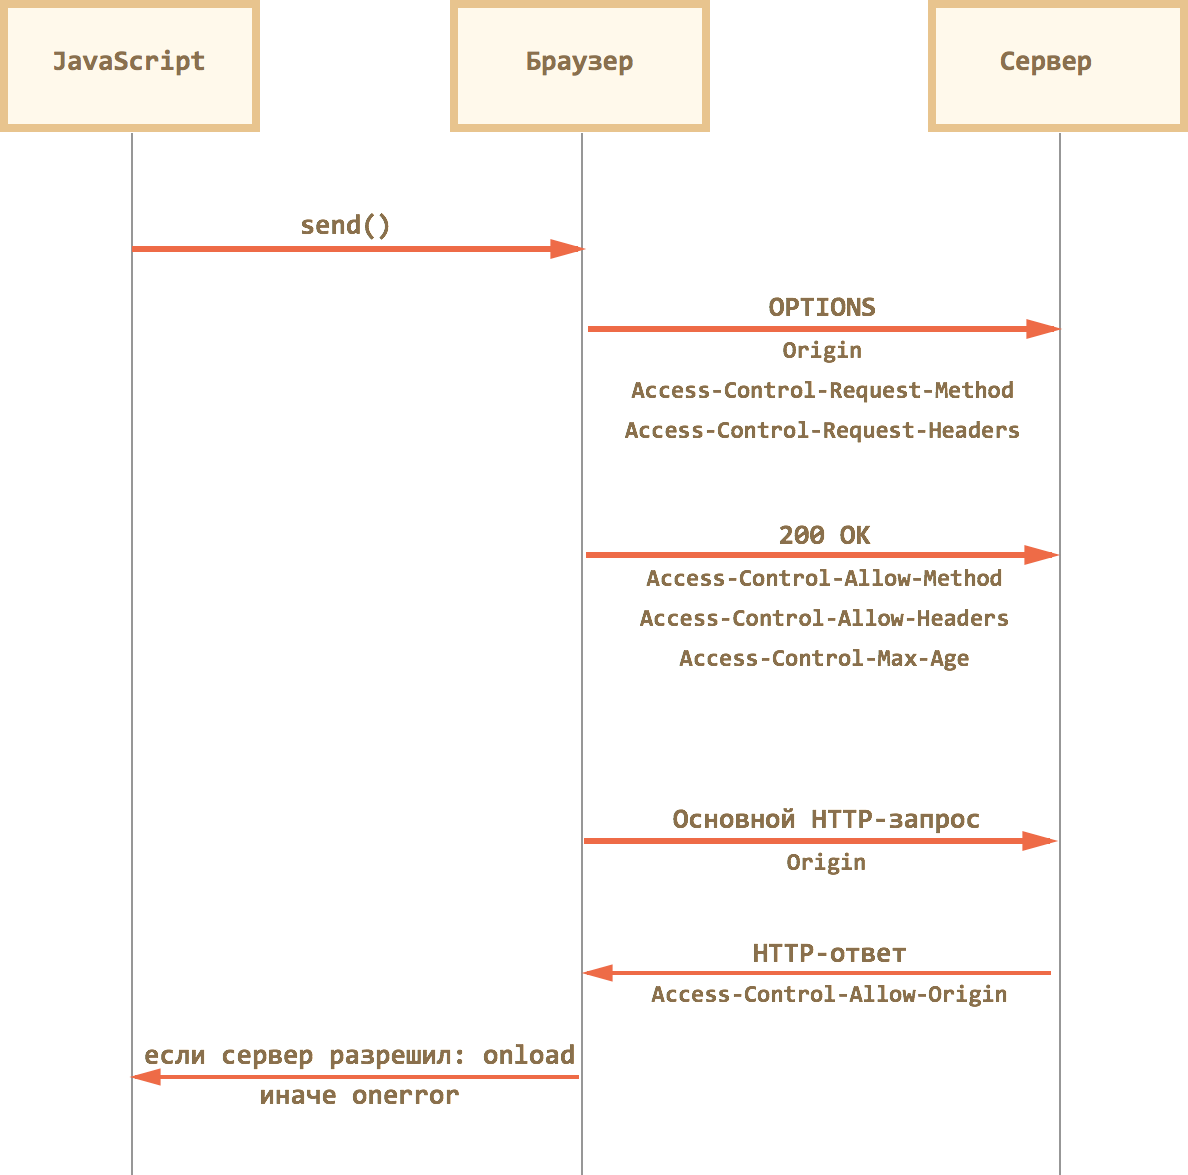 JavaScript
Браузер
Сервер
send()
OPTIONS
Origin
Access-Control-Request-Method
Access-Control-Request-Headers
200 OK
Access-Control-Allow-Method
Access-Control-Allow-Headers
Access-Control-Max-Age
Основной HTTP-запрос
Origin
HTTP-ответ
Access-Control-Allow-Origin
если сервер разрешил: onload
иначе onerror